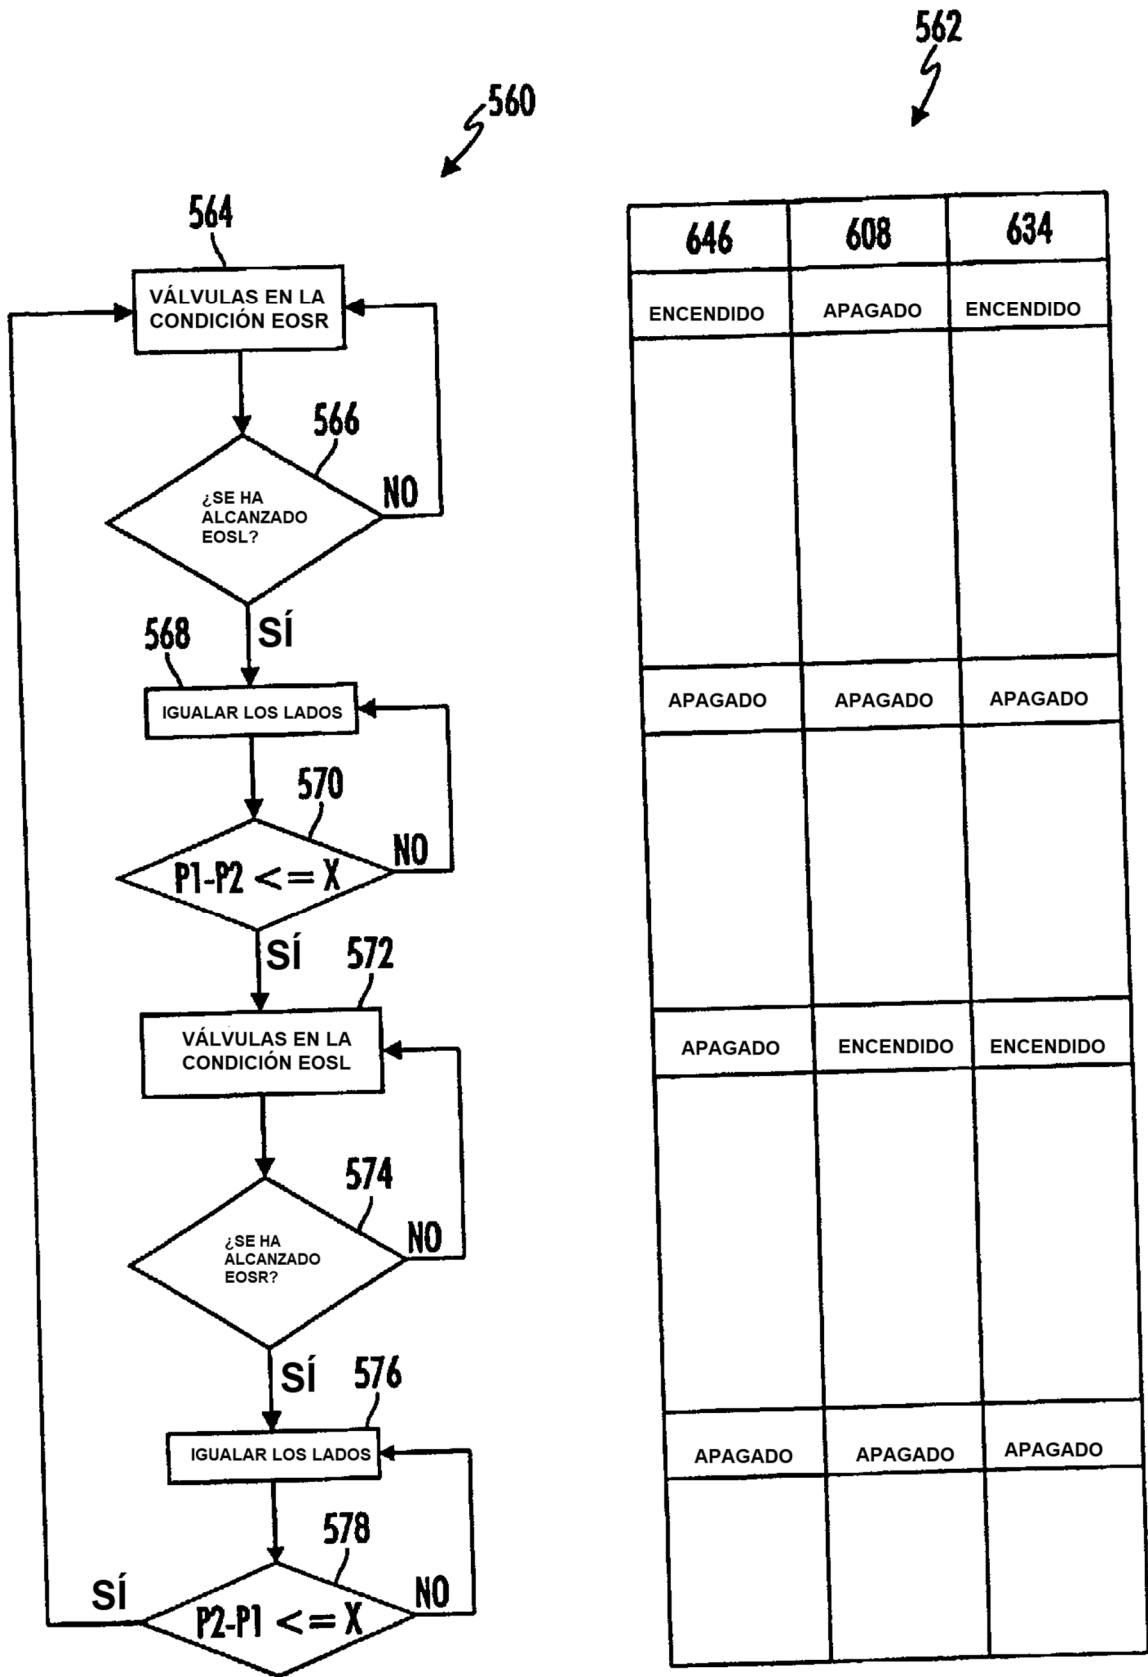 562
560
564
VÁLVULAS EN LA
CONDICIÓN EOSR
566
¿SE HA
ALCANZADO
EOSL?
NO
SÍ
568
IGUALAR LOS LADOS
570
P1-P2 <= X
NO
SÍ
572
VÁLVULAS EN LA
CONDICIÓN EOSL
574
¿SE HA
ALCANZADO
EOSR?
NO
SÍ
576
IGUALAR LOS LADOS
578
P2-P1 <= X
NO
SÍ
646 608 634
ENCENDIDO APAGADO ENCENDIDO
APAGADO APAGADO APAGADO
APAGADO ENCENDIDO ENCENDIDO
APAGADO APAGADO APAGADO